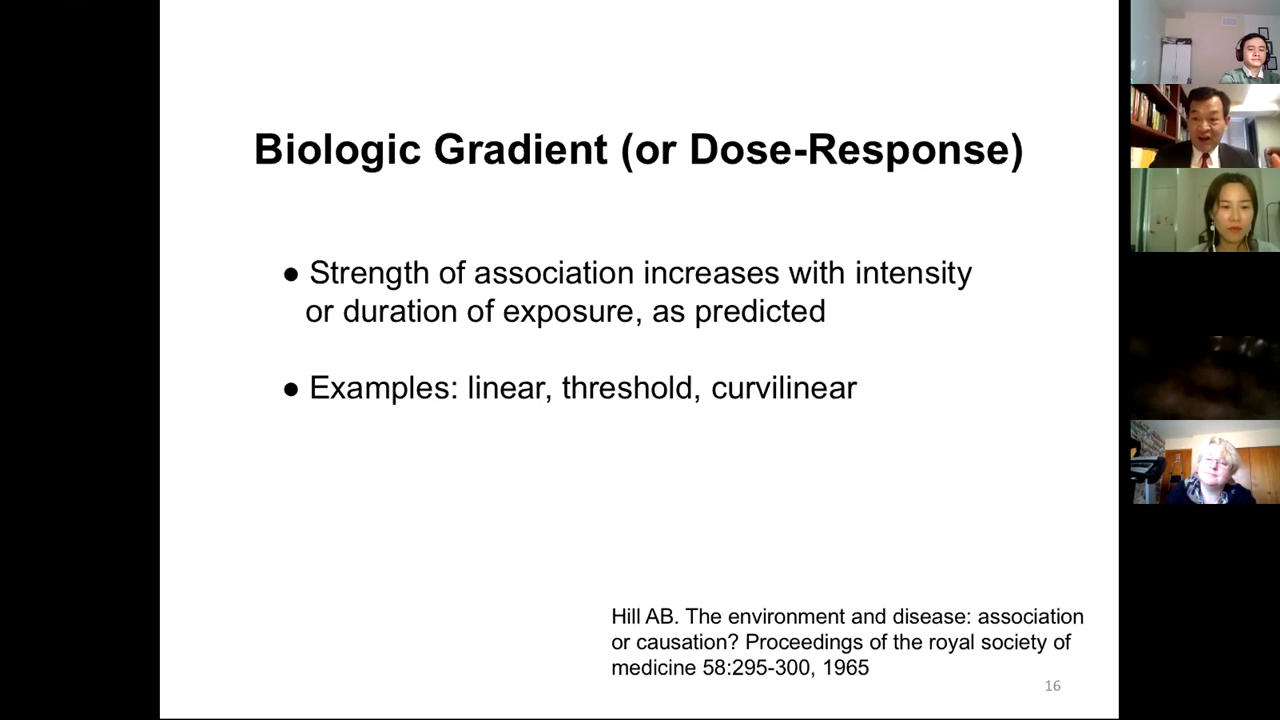 Biologic Gradient (or Dose-Response)
● Strength of association increases with intensity
or duration of exposure, as predicted
● Examples: linear, threshold, curvilinear
Hill AB. The environment and disease: association
or causation? Proceedings of the royal society of
medicine 58:295-300, 1965
16